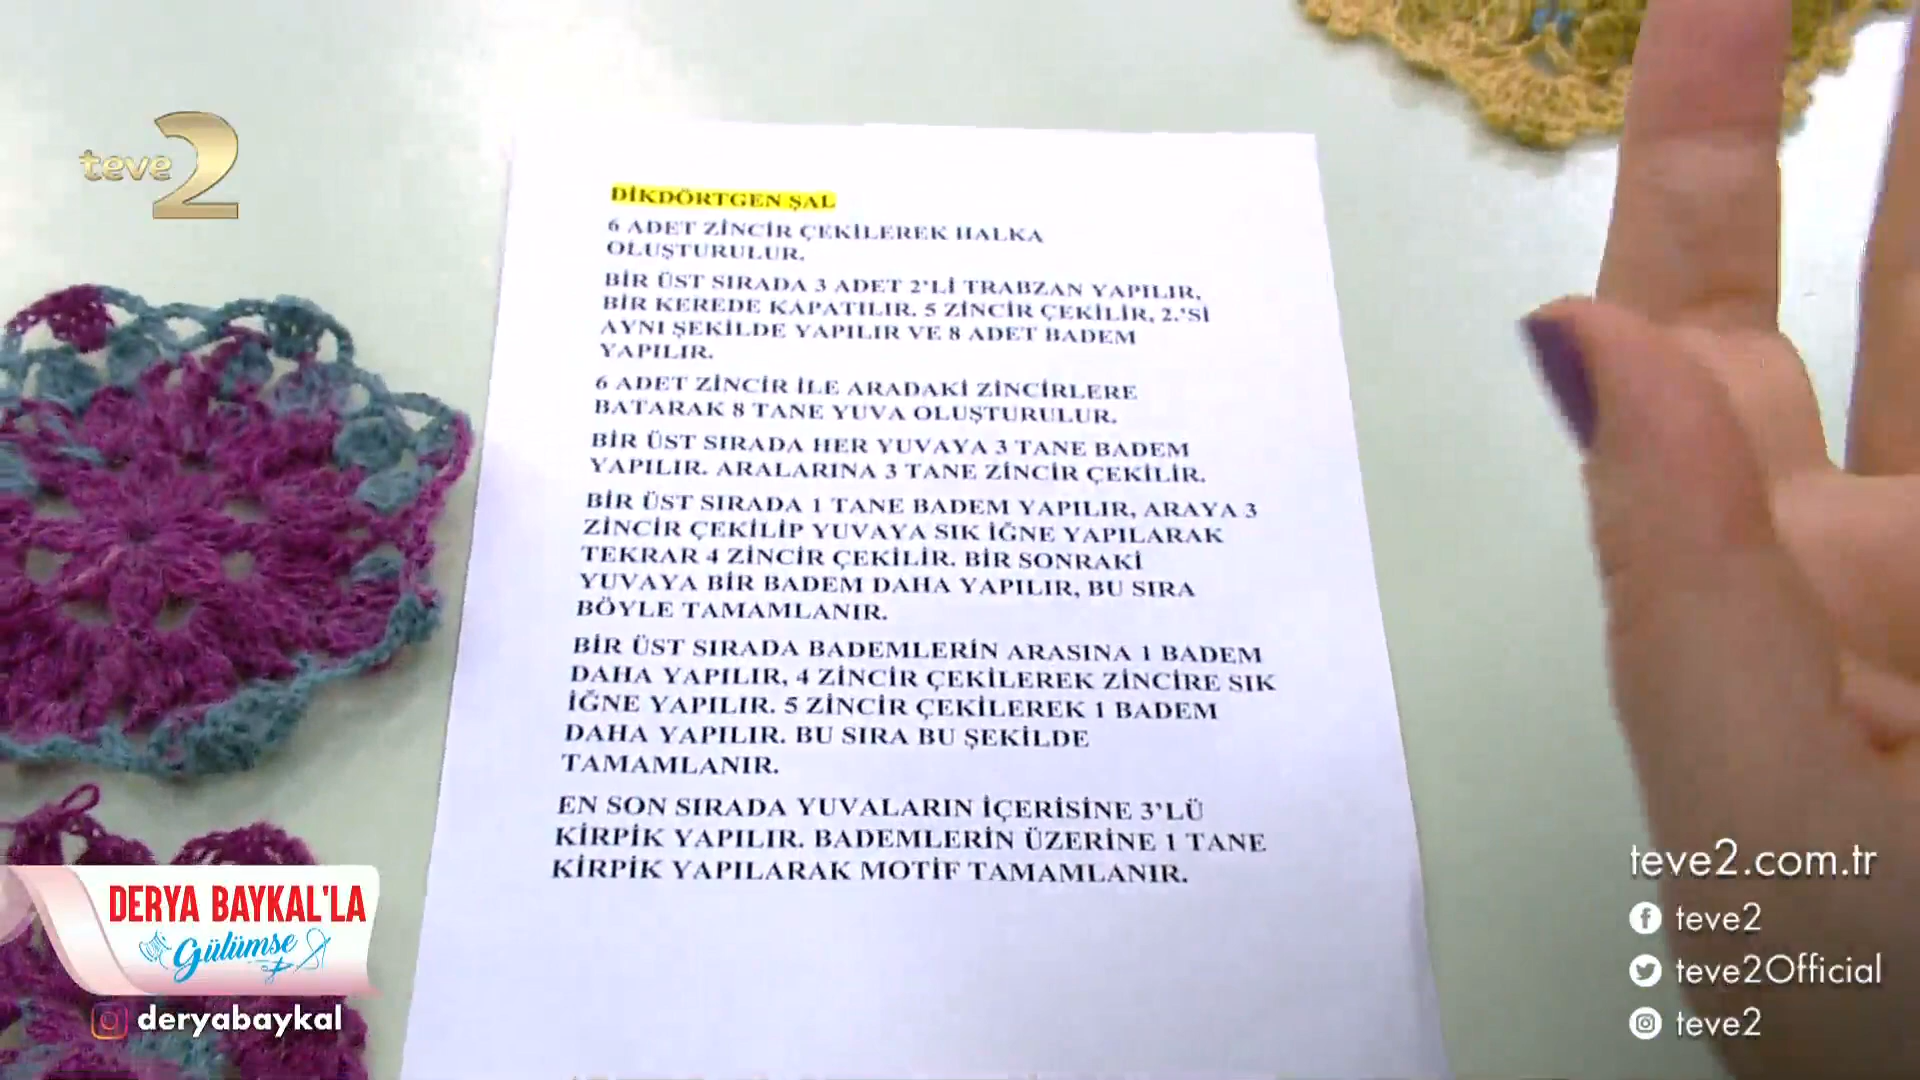 teve2
DİKDÖRTGEN ŞAL
6 ADET ZİNCİR ÇEKİLEREK HALKA
OLUŞTURULUR.
BİR ÜST SIRADA 3 ADET 2'Lİ TRABZAN YAPILIR,
BİR KEREDE KAPATILIR. 5 ZİNCİR ÇEKİLİR, 2.'Sİ
AYNI ŞEKİLDE YAPILIR VE 8 ADET BADEM
YAPILIR.
6 ADET ZİNCİR İLE ARADAKİ ZİNCİRLERE
BATARAK 8 TANE YUVA OLUŞTURULUR.
BİR ÜST SIRADA HER YUVAYA 3 TANE BADEM
YAPILIR. ARALARINA 3 TANE ZİNCİR ÇEKİLİR.
BİR ÜST SIRADA 1 TANE BADEM YAPILIR, ARAYA 3
ZİNCİR ÇEKİLİP YUVAYA SIK İĞNE YAPILARAK
TEKRAR 4 ZİNCİR ÇEKİLİR. BİR SONRAKİ
YUVAYA BİR BADEM DAHA YAPILIR, BU SIRA
BÖYLE TAMAMLANIR.
BİR ÜST SIRADA BADEMLERİN ARASINA 1 BADEM
DAHA YAPILIR, 4 ZİNCİR ÇEKİLEREK ZİNCİRE SIK
İĞNE YAPILIR. 5 ZİNCİR ÇEKİLEREK 1 BADEM
DAHA YAPILIR. BU SIRA BU ŞEKİLDE
TAMAMLANIR.
EN SON SIRADA YUVALARIN İÇERİSİNE 3'LÜ
KİRPİK YAPILIR. BADEMLERİN ÜZERİNE 1 TANE
KİRPİK YAPILARAK MOTİF TAMAMLANIR.
DERYA BAYKAL'LA
Gülümse
deryabaykal
teve2.com.tr
teve2
teve2Official
teve2